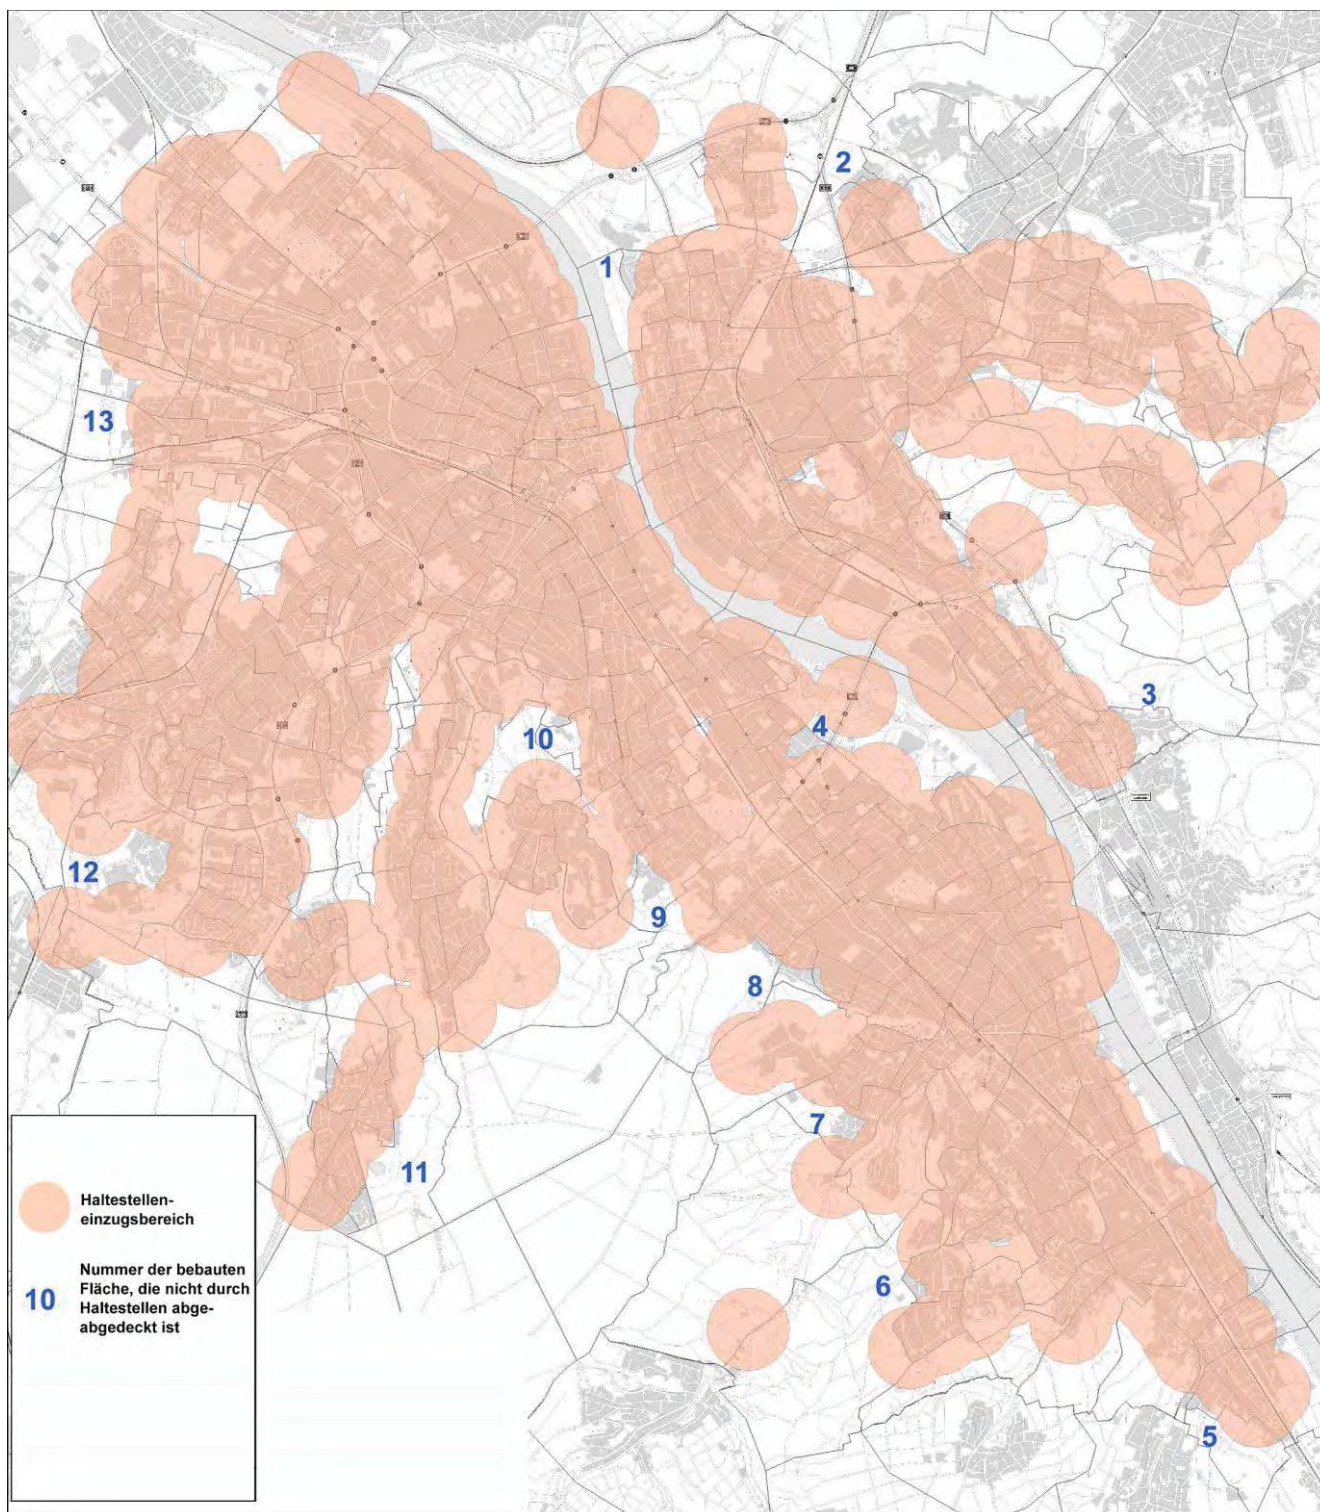 2
1
13
3
4
10
12
9
8
7
11
6
5
Haltestellen-
einzugsbereich
10
Nummer der bebauten
Fläche, die nicht durch
Haltestellen abge-
abgedeckt ist